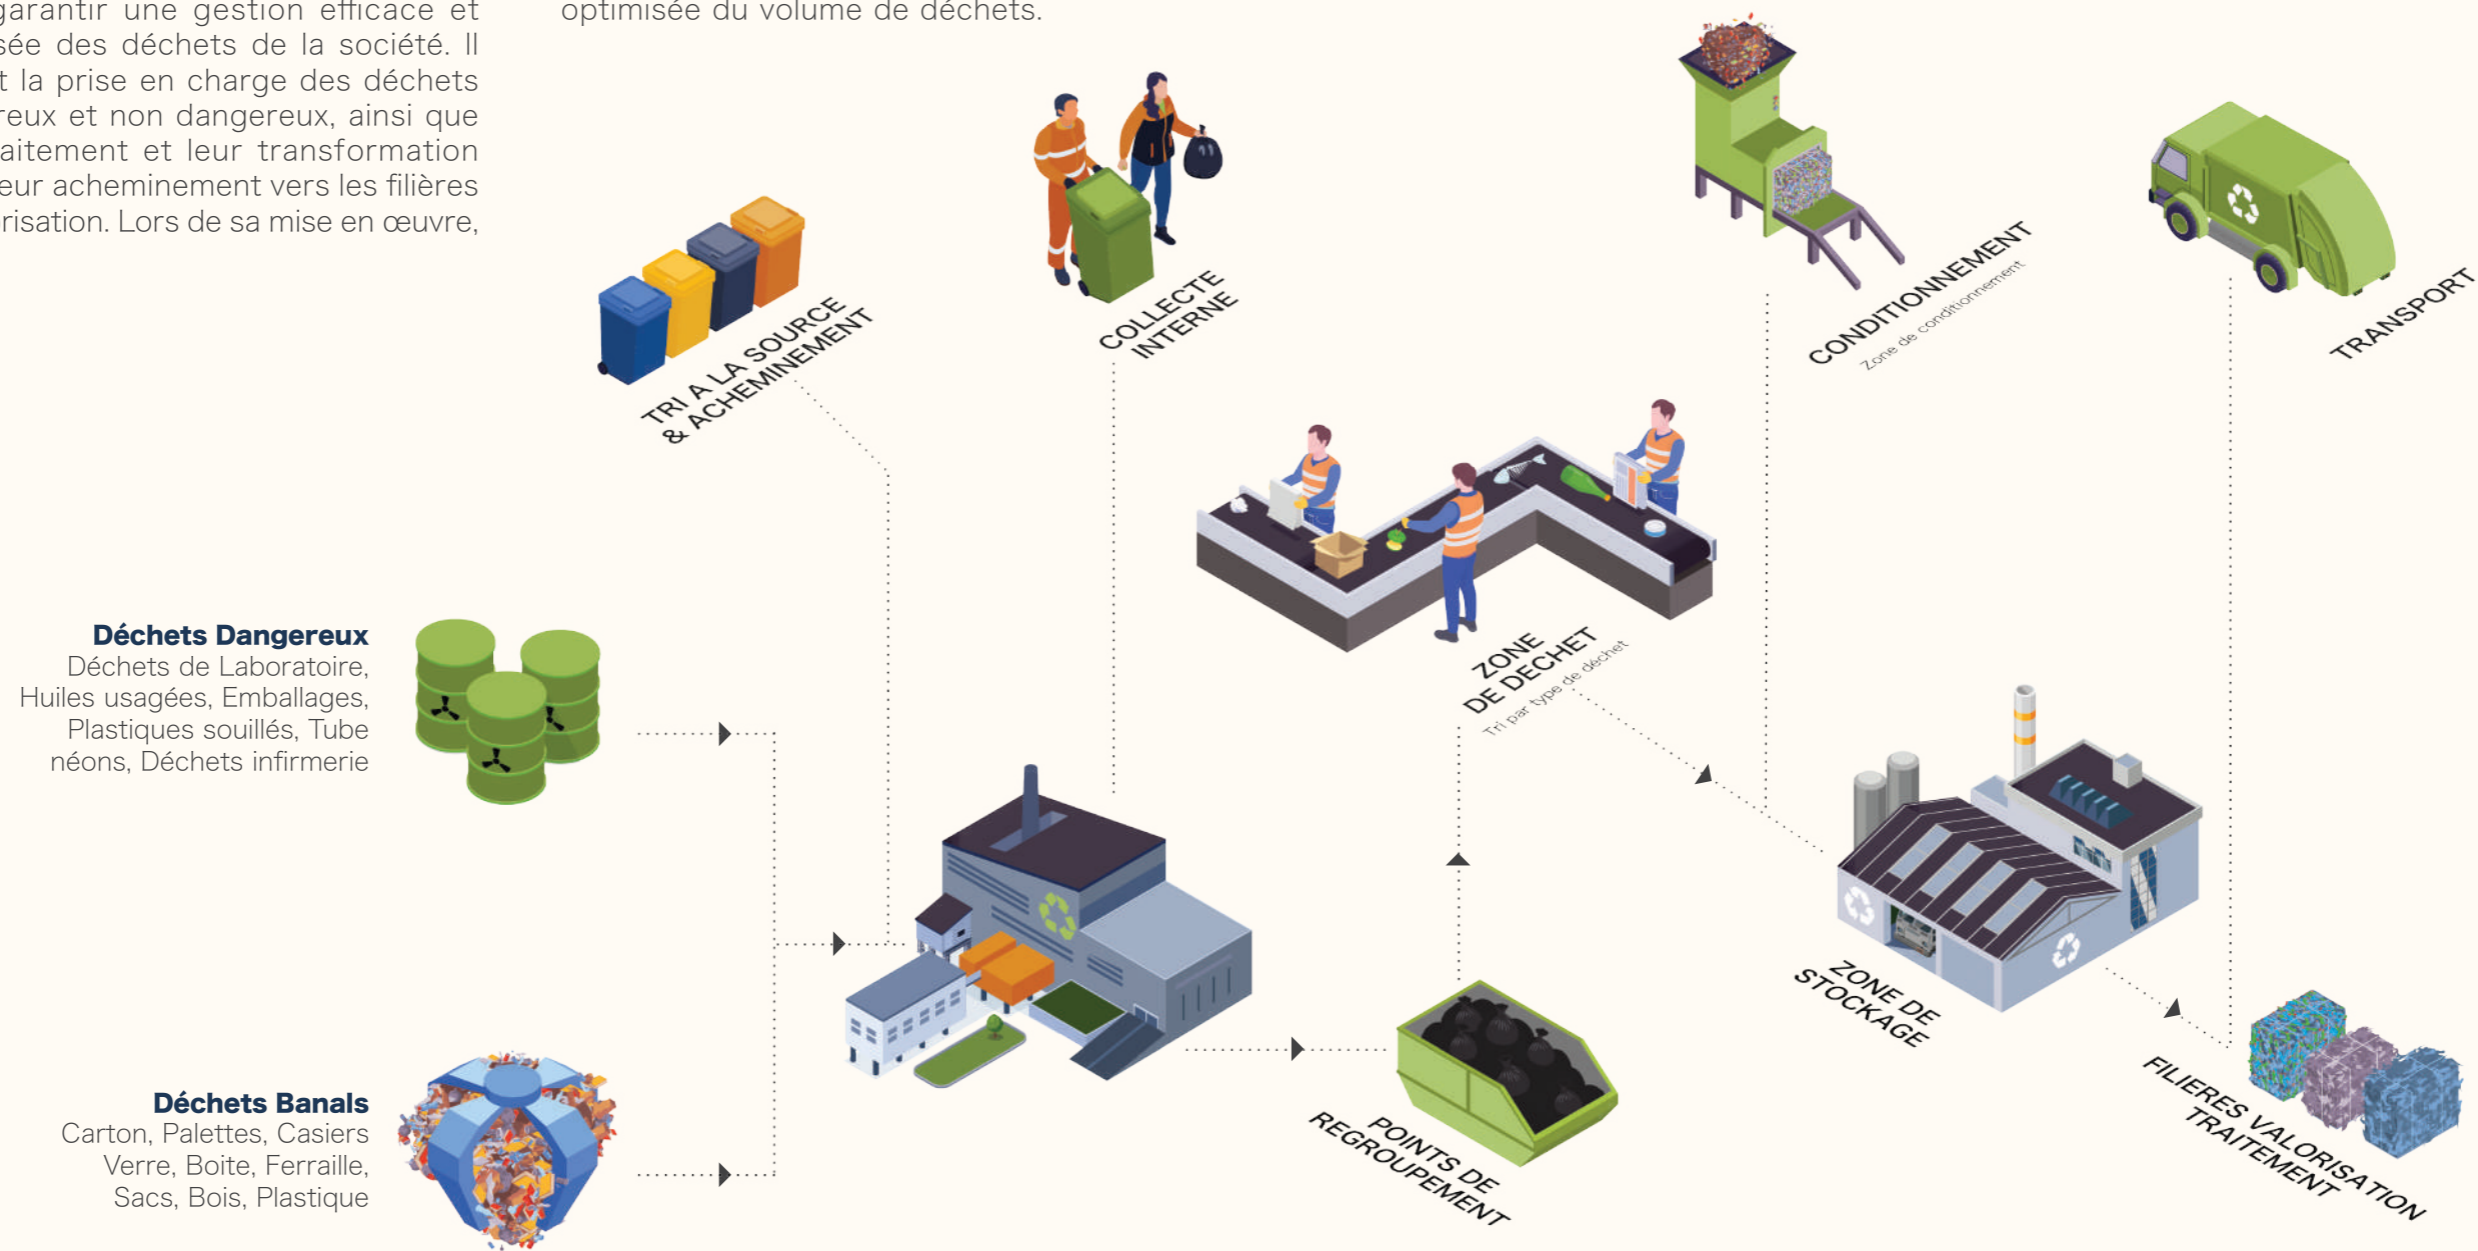 garantir une gestion efficace et
sée des déchets de la société. Il
t la prise en charge des déchets
reux et non dangereux, ainsi que
aitement et leur transformation
eur acheminement vers les filières
risation. Lors de sa mise en œuvre,
optimisée du volume de déchets.
TRI A LA SOURCE
& ACHEMINEMENT
COLLECTE
INTERNE
CONDITIONNEMENT
Zone de conditionnement
TRANSPORT
ZONE
DE DECHET
Tri par type de déchet
Déchets Dangereux
Déchets de Laboratoire,
Huiles usagées, Emballages,
Plastiques souillés, Tube
néons, Déchets infirmerie
Déchets Banals
Carton, Palettes, Casiers
Verre, Boite, Ferraille,
Sacs, Bois, Plastique
POINTS DE
REGROUPEMENT
ZONE DE
STOCKAGE
FILIERES VALORISATION
TRAITEMENT